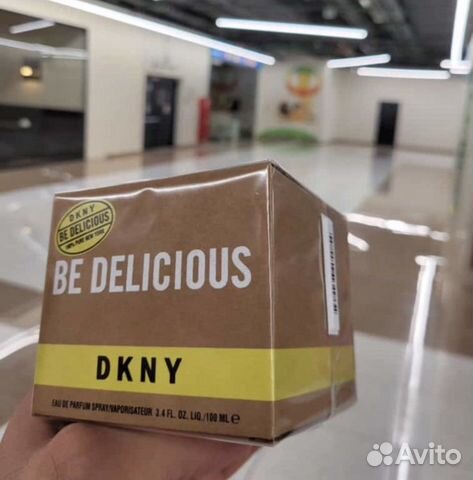 DKNY
BE DELICIOUS
100% PURE NEW YORK
BE DELICIOUS
DKNY
EAU DE PARFUM SPRAY/VAPORISATEUR 3.4 FL. OZ. LIQ./100 ML e
Avito